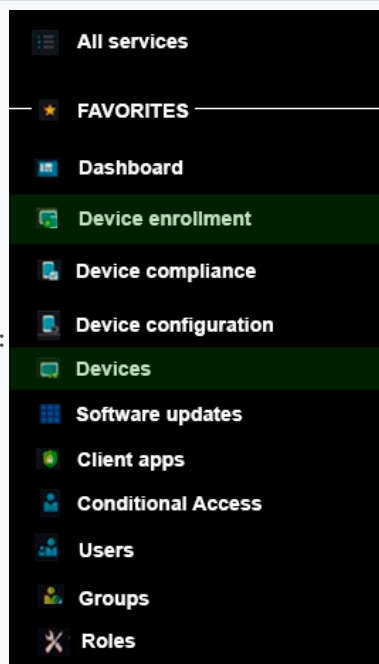 All services
FAVORITES
Dashboard
Device enrollment
Device compliance
Device configuration
:
Devices
Software updates
Client apps
Conditional Access
Users
Groups
Roles